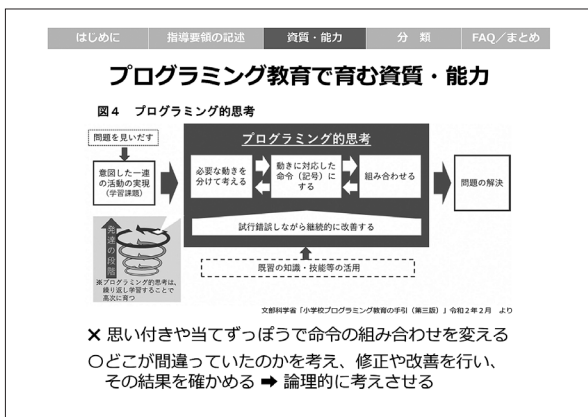 はじめに
指導要領の記述
資質・能力
分　類
FAQ／まとめ
プログラミング教育で育む資質・能力
図４　プログラミング的思考
問題を見いだす
意図した一連
の活動の実現
(学習課題)
プログラミング的思考
必要な動きを
分けて考える
動きに対応した
命令（記号）に
する
組み合わせる
試行錯誤しながら継続的に改善する
問題の解決
既習の知識・技能等の活用
発達の段階
※プログラミング的思考は、
繰り返し学習することで
高次に育つ
文部科学省「小学校プログラミング教育の手引（第三版）」令和２年２月　より
× 思い付きや当てずっぽうで命令の組み合わせを変える
○どこが間違っていたのかを考え、修正や改善を行い、
その結果を確かめる ➡ 論理的に考えさせる